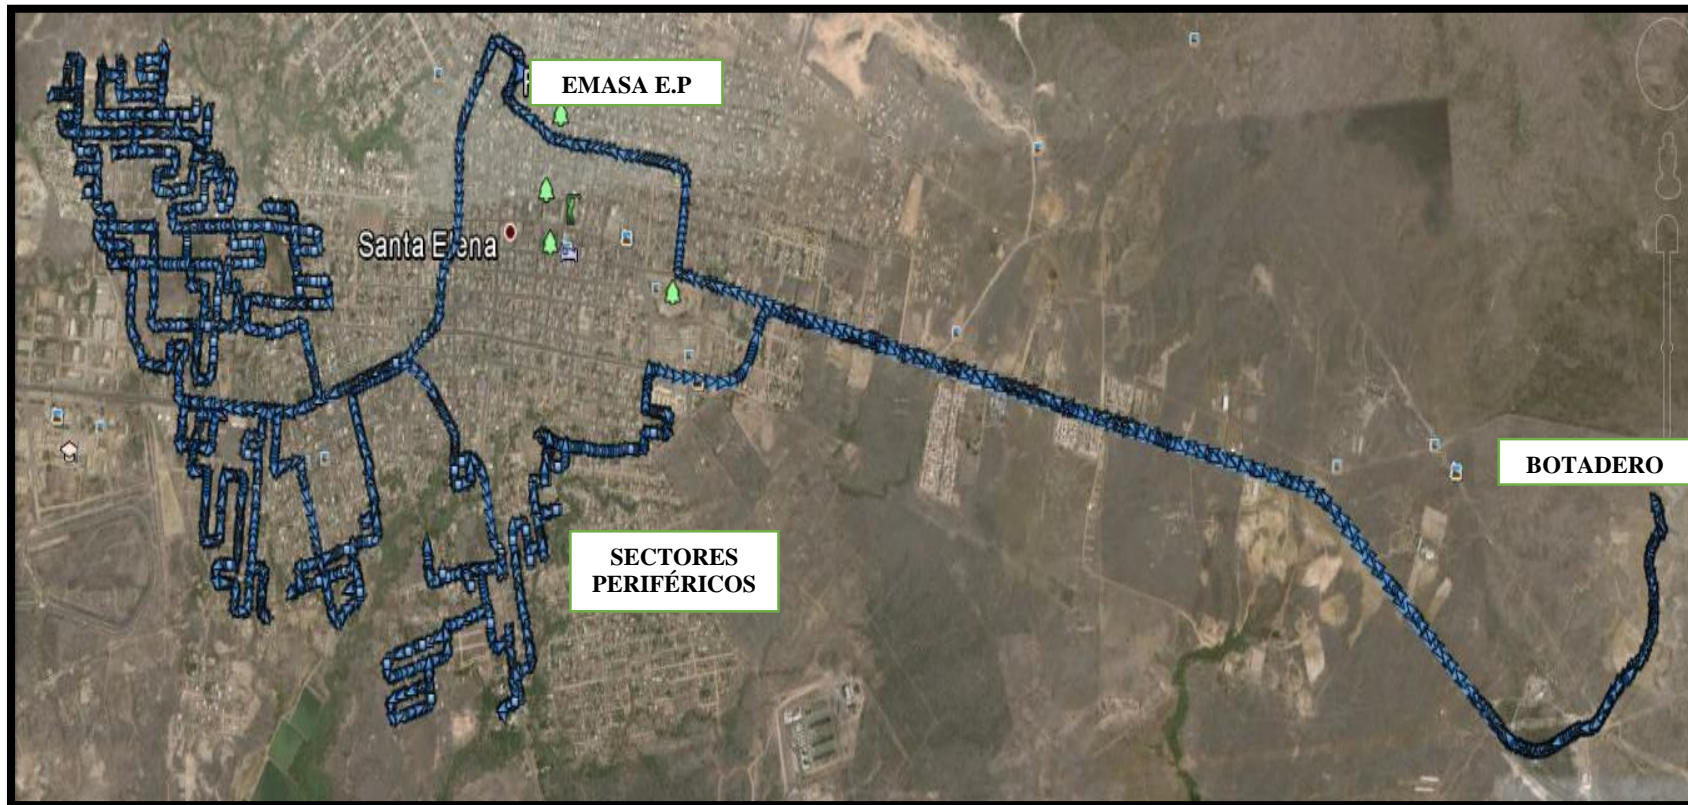 EMASA E.P
Santa Elena
BOTADERO
SECTORES
PERIFÉRICOS